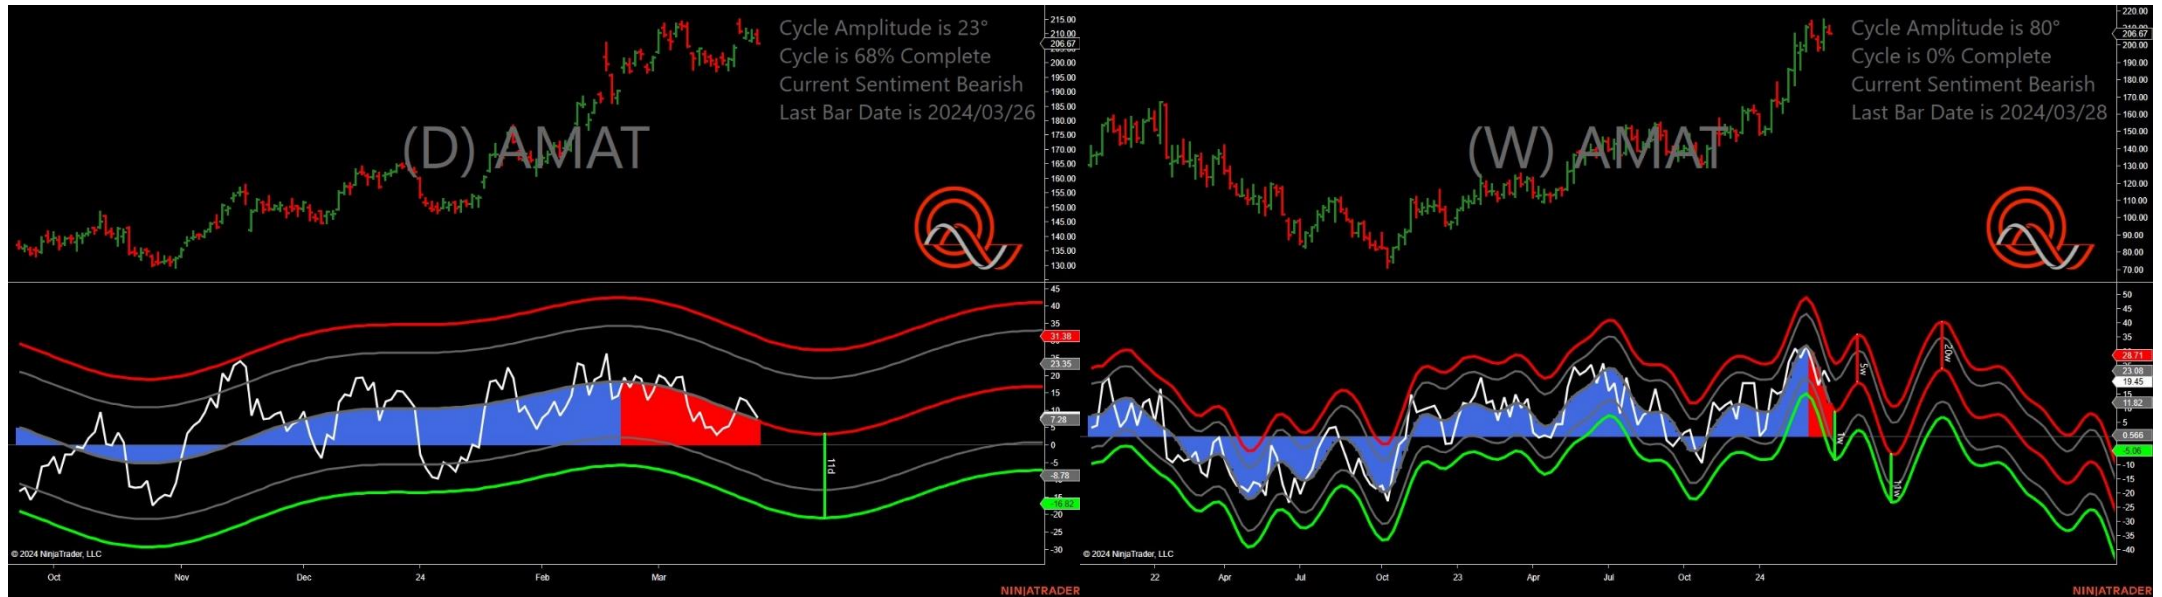 Cycle Amplitude is 23°
Cycle is 68% Complete
Current Sentiment Bearish
Last Bar Date is 2024/03/26
(D) AMAT
215.00
210.00
206.67
200.00
195.00
190.00
185.00
180.00
175.00
170.00
165.00
160.00
155.00
150.00
145.00
140.00
135.00
130.00
45
40
35
31.38
25
23.35
20
15
10
7.28
5
0
-5
-8.78
-15
-16.82
-20
-25
-30
11d
© 2024 NinjaTrader, LLC
Oct
Nov
Dec
24
Feb
Mar
NINJATRADER
Cycle Amplitude is 80°
Cycle is 0% Complete
Current Sentiment Bearish
Last Bar Date is 2024/03/28
(W) AMAT
220.00
206.67
200.00
190.00
180.00
170.00
160.00
150.00
140.00
130.00
120.00
110.00
100.00
90.00
80.00
70.00
50
45
40
35
28.71
23.08
19.45
15
11.82
5
0.566
-5.06
-10
-15
-20
-25
-30
-35
-40
5w
20w
1w
11w
© 2024 NinjaTrader, LLC
22
Apr
Jul
Oct
23
Apr
Jul
Oct
24
NINJATRADER